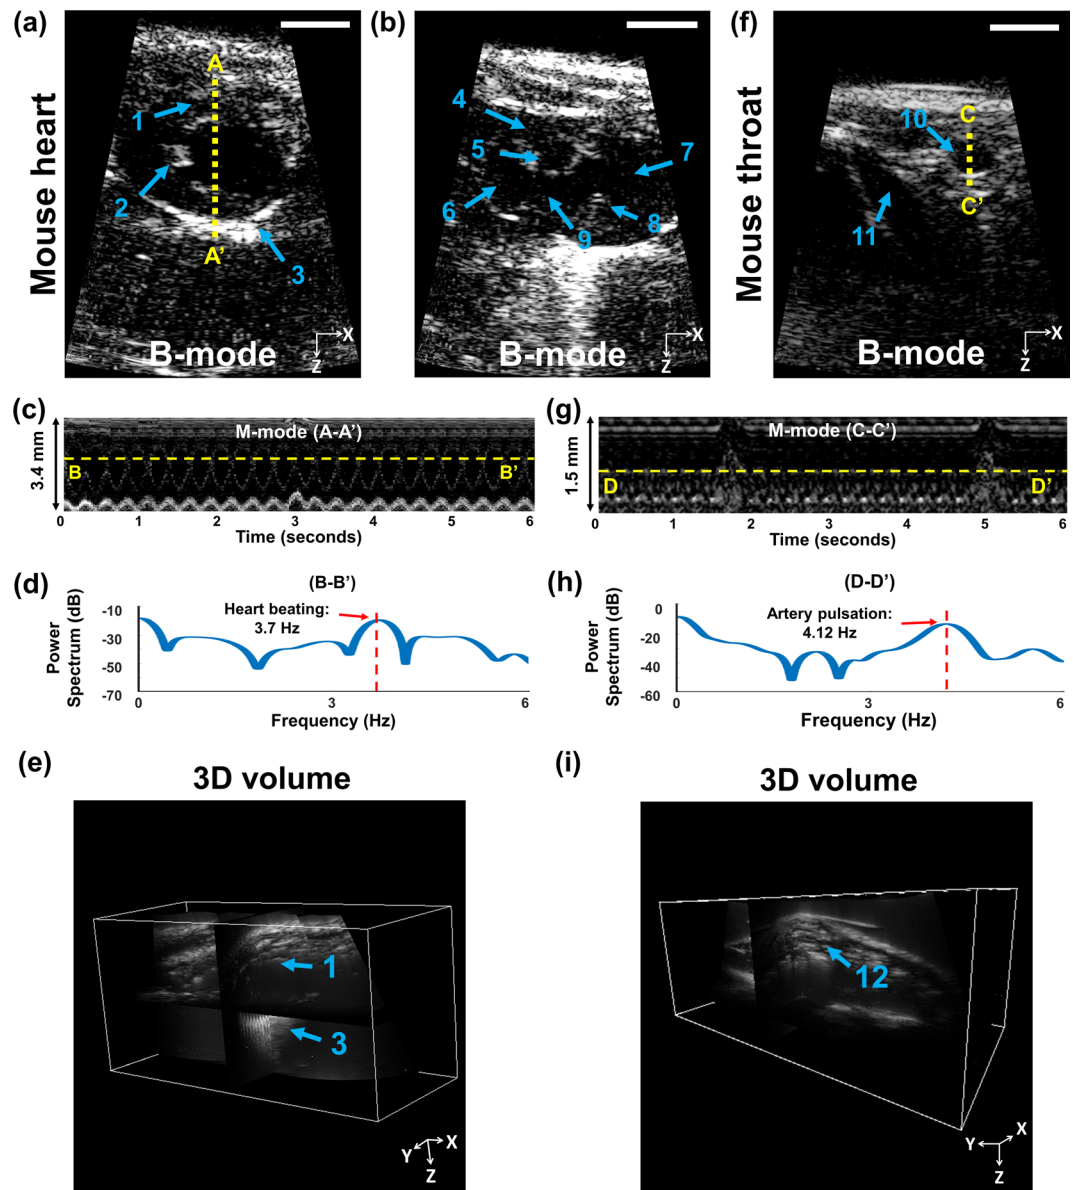 (a)
Mouse heart
A
1
2
A'
3
X
Z
B-mode
(b)
4
5
7
6
9
8
X
Z
B-mode
(f)
Mouse throat
10
C
C'
11
X
Z
B-mode
(c)
3.4 mm
M-mode (A-A')
B
B'
0 1 2 3 4 5 6
Time (seconds)
(g)
1.5 mm
M-mode (C-C')
D
D'
0 1 2 3 4 5 6
Time (seconds)
(d)
(B-B')
Power
Spectrum (dB)
-10
-30
-50
-70
Heart beating:
3.7 Hz
0 3 6
Frequency (Hz)
(h)
(D-D')
Power
Spectrum (dB)
0
-20
-40
-60
Artery pulsation:
4.12 Hz
0 3 6
Frequency (Hz)
(e)
3D volume
1
3
Y
X
Z
(i)
3D volume
12
Y
X
Z